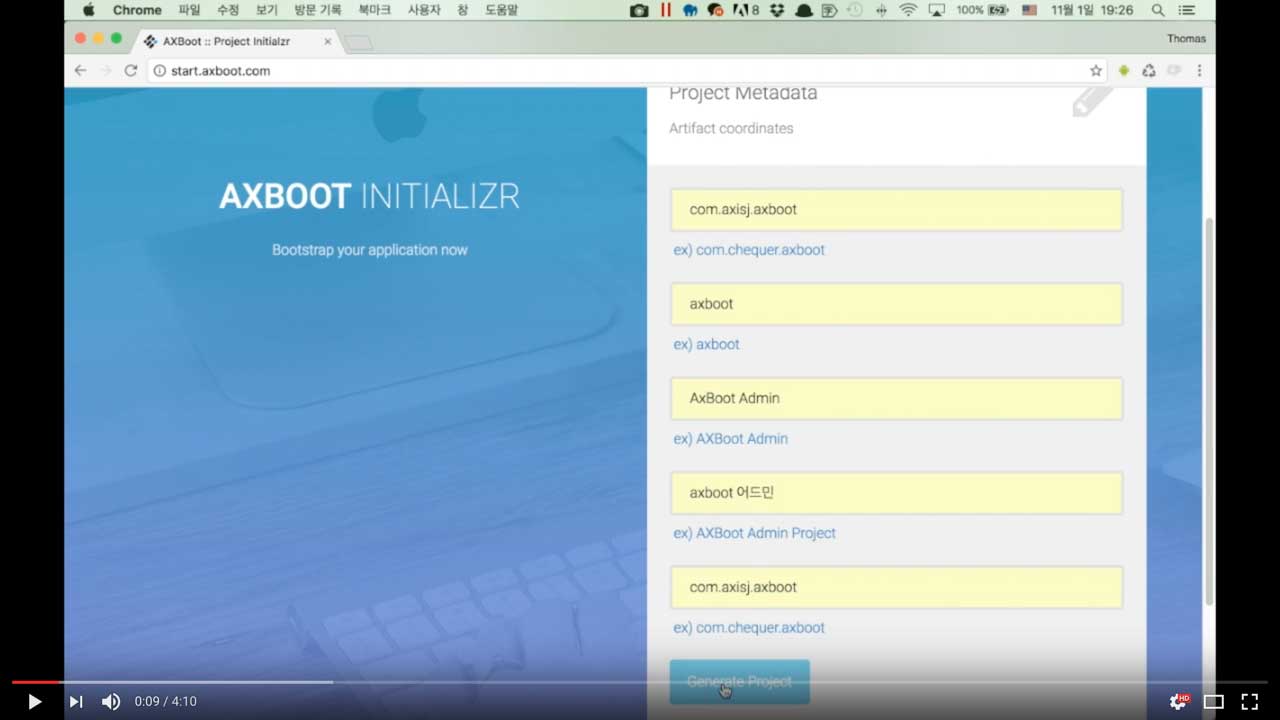 Chrome 파일 수정 보기 방문 기록 북마크 사용자 창 도움말 8 100% 11월 1일 19:26
AXBoot :: Project Initialzr
Thomas
start.axboot.com
Project Metadata
Artifact coordinates
AXBOOT INITIALIZR
Bootstrap your application now
com.axisj.axboot
ex) com.chequer.axboot
axboot
ex) axboot
AxBoot Admin
ex) AXBoot Admin
axboot 어드민
ex) AXBoot Admin Project
com.axisj.axboot
ex) com.chequer.axboot
Generate Project
0:09 / 4:10
HD